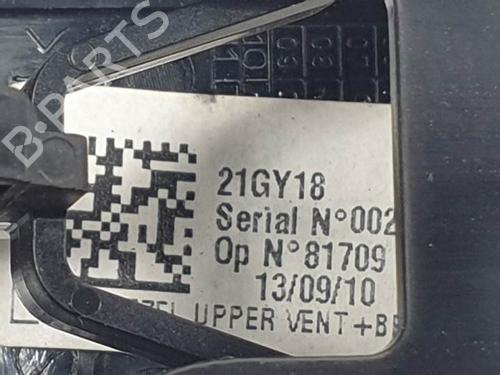 B-PARTS
21GY18
Serial N°002
Op N°81709
13/09/10
UPPER VENT+B